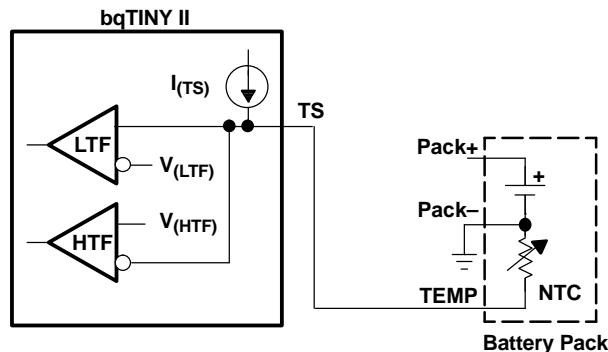 bqTINY II
I(TS)
TS
LTF
V(LTF)
V(HTF)
HTF
Pack+
+
Pack–
TEMP
NTC
Battery Pack